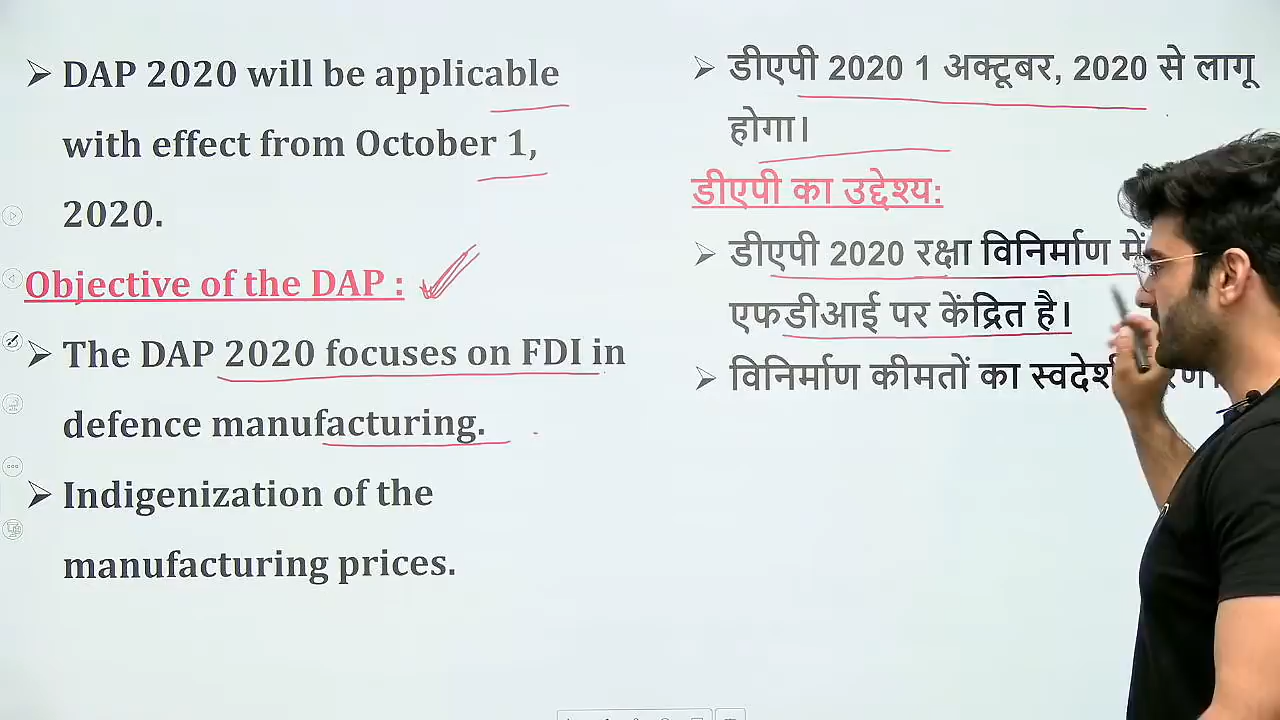 DAP 2020 will be applicable
with effect from October 1,
2020.
Objective of the DAP :
The DAP 2020 focuses on FDI in
defence manufacturing.
Indigenization of the
manufacturing prices.
डीएपी 2020 1 अक्टूबर, 2020 से लागू
होगा।
डीएपी का उद्देश्य:
डीएपी 2020 रक्षा विनिर्माण में
एफडीआई पर केंद्रित है।
विनिर्माण कीमतों का